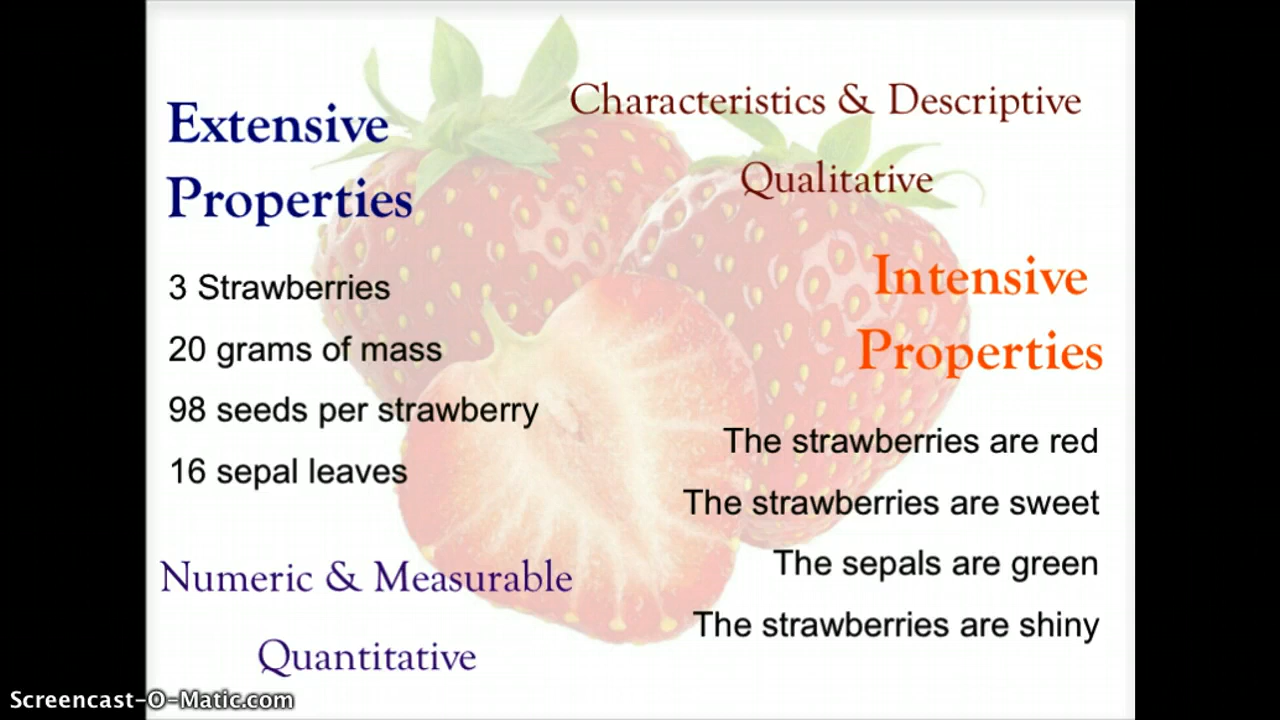 Extensive
Properties
3 Strawberries
20 grams of mass
98 seeds per strawberry
16 sepal leaves
Numeric & Measurable
Quantitative
Characteristics & Descriptive
Qualitative
Intensive
Properties
The strawberries are red
The strawberries are sweet
The sepals are green
The strawberries are shiny
Screencast-O-Matic.com